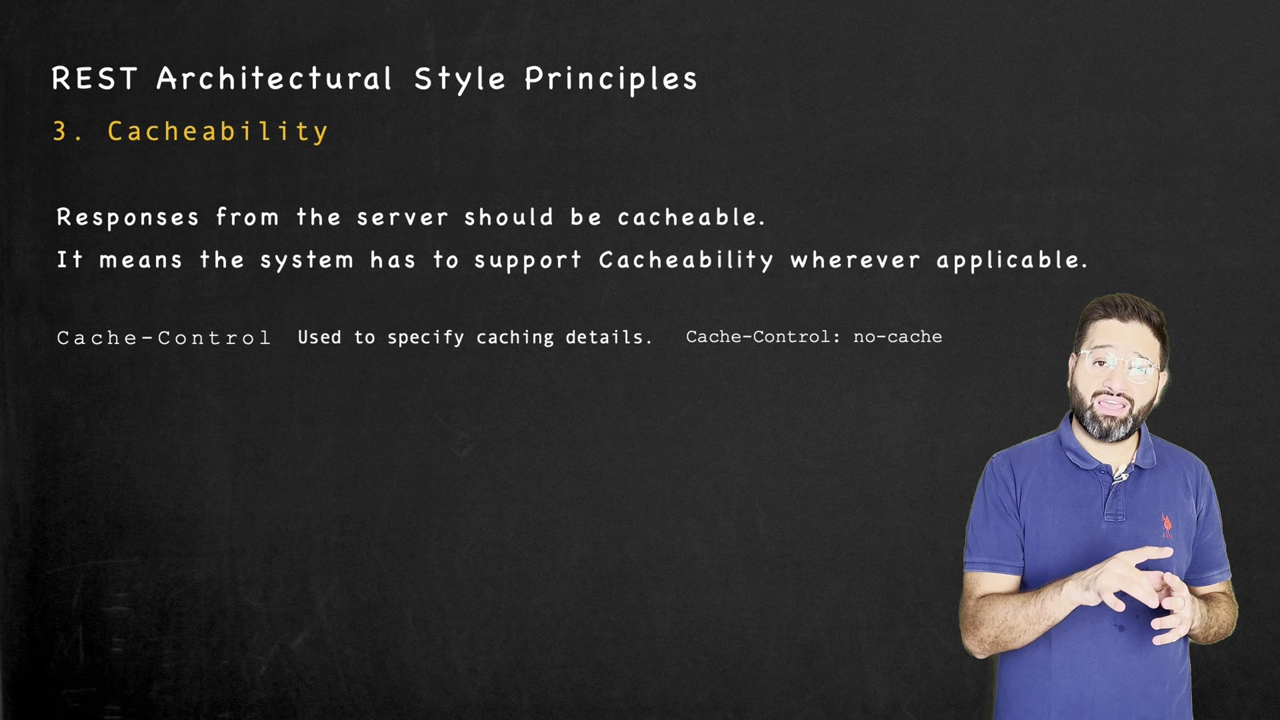 REST Architectural Style Principles
3. Cacheability
Responses from the server should be cacheable.
It means the system has to support Cacheability wherever applicable.
Cache-Control Used to specify caching details. Cache-Control: no-cache